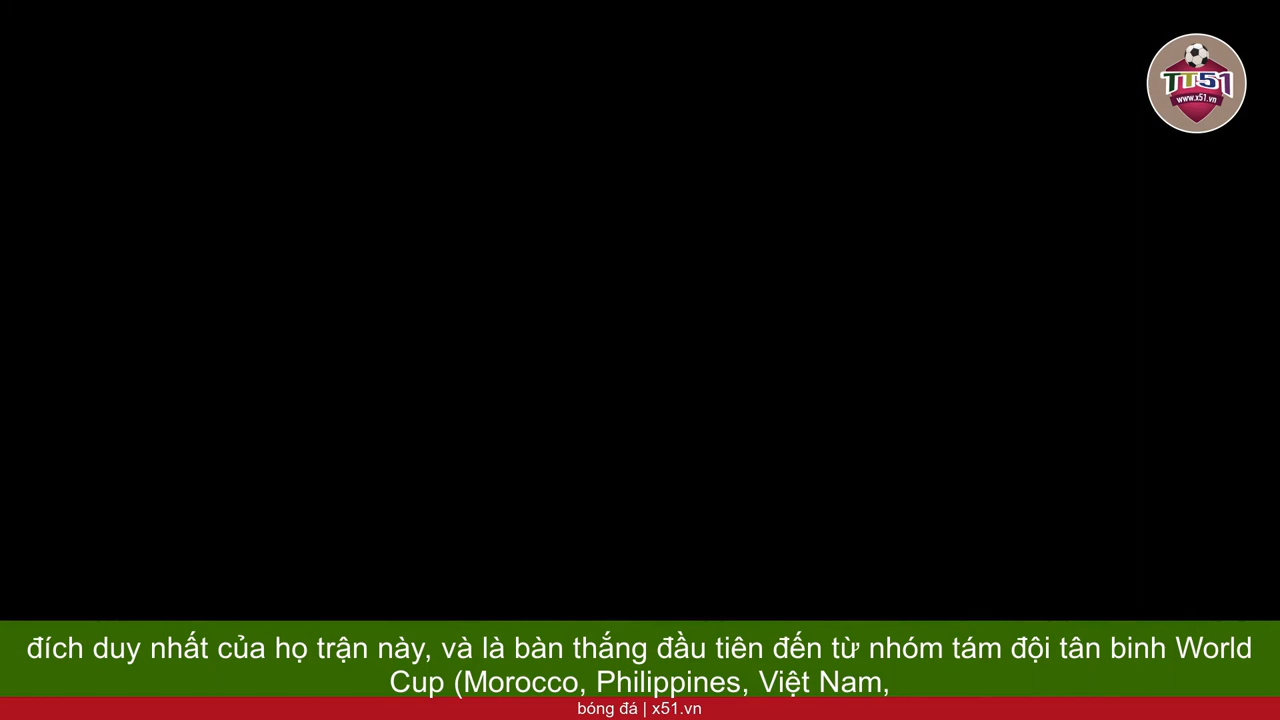 TT51
www.x51.vn
đích duy nhất của họ trận này, và là bàn thắng đầu tiên đến từ nhóm tám đội tân binh World
Cup (Morocco, Philippines, Việt Nam,
bóng đá | x51.vn